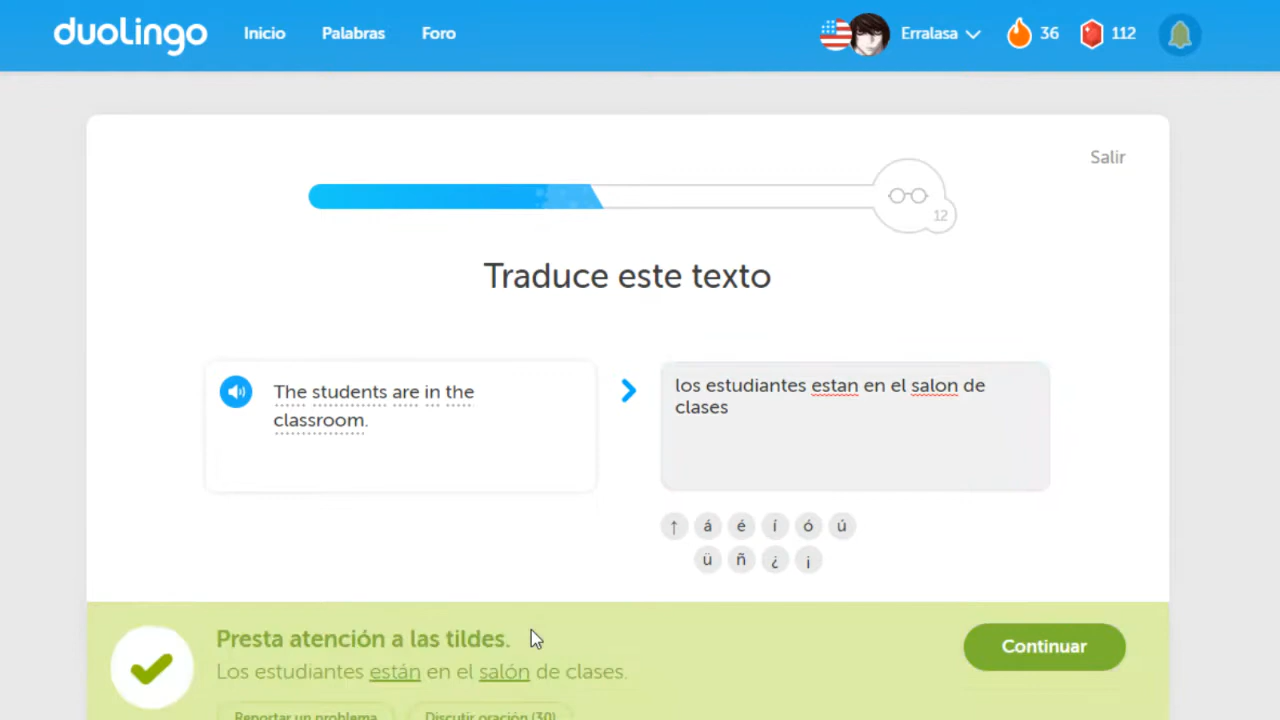 duolingo Inicio Palabras Foro Erralasa 36 112
Salir
12
Traduce este texto
The students are in the
classroom.
los estudiantes estan en el salon de
clases
↑ á é í ó ú
ü ñ ¿ ¡
Presta atención a las tildes.
Los estudiantes están en el salón de clases.
Continuar
Reportar un problema Discutir oración (30)